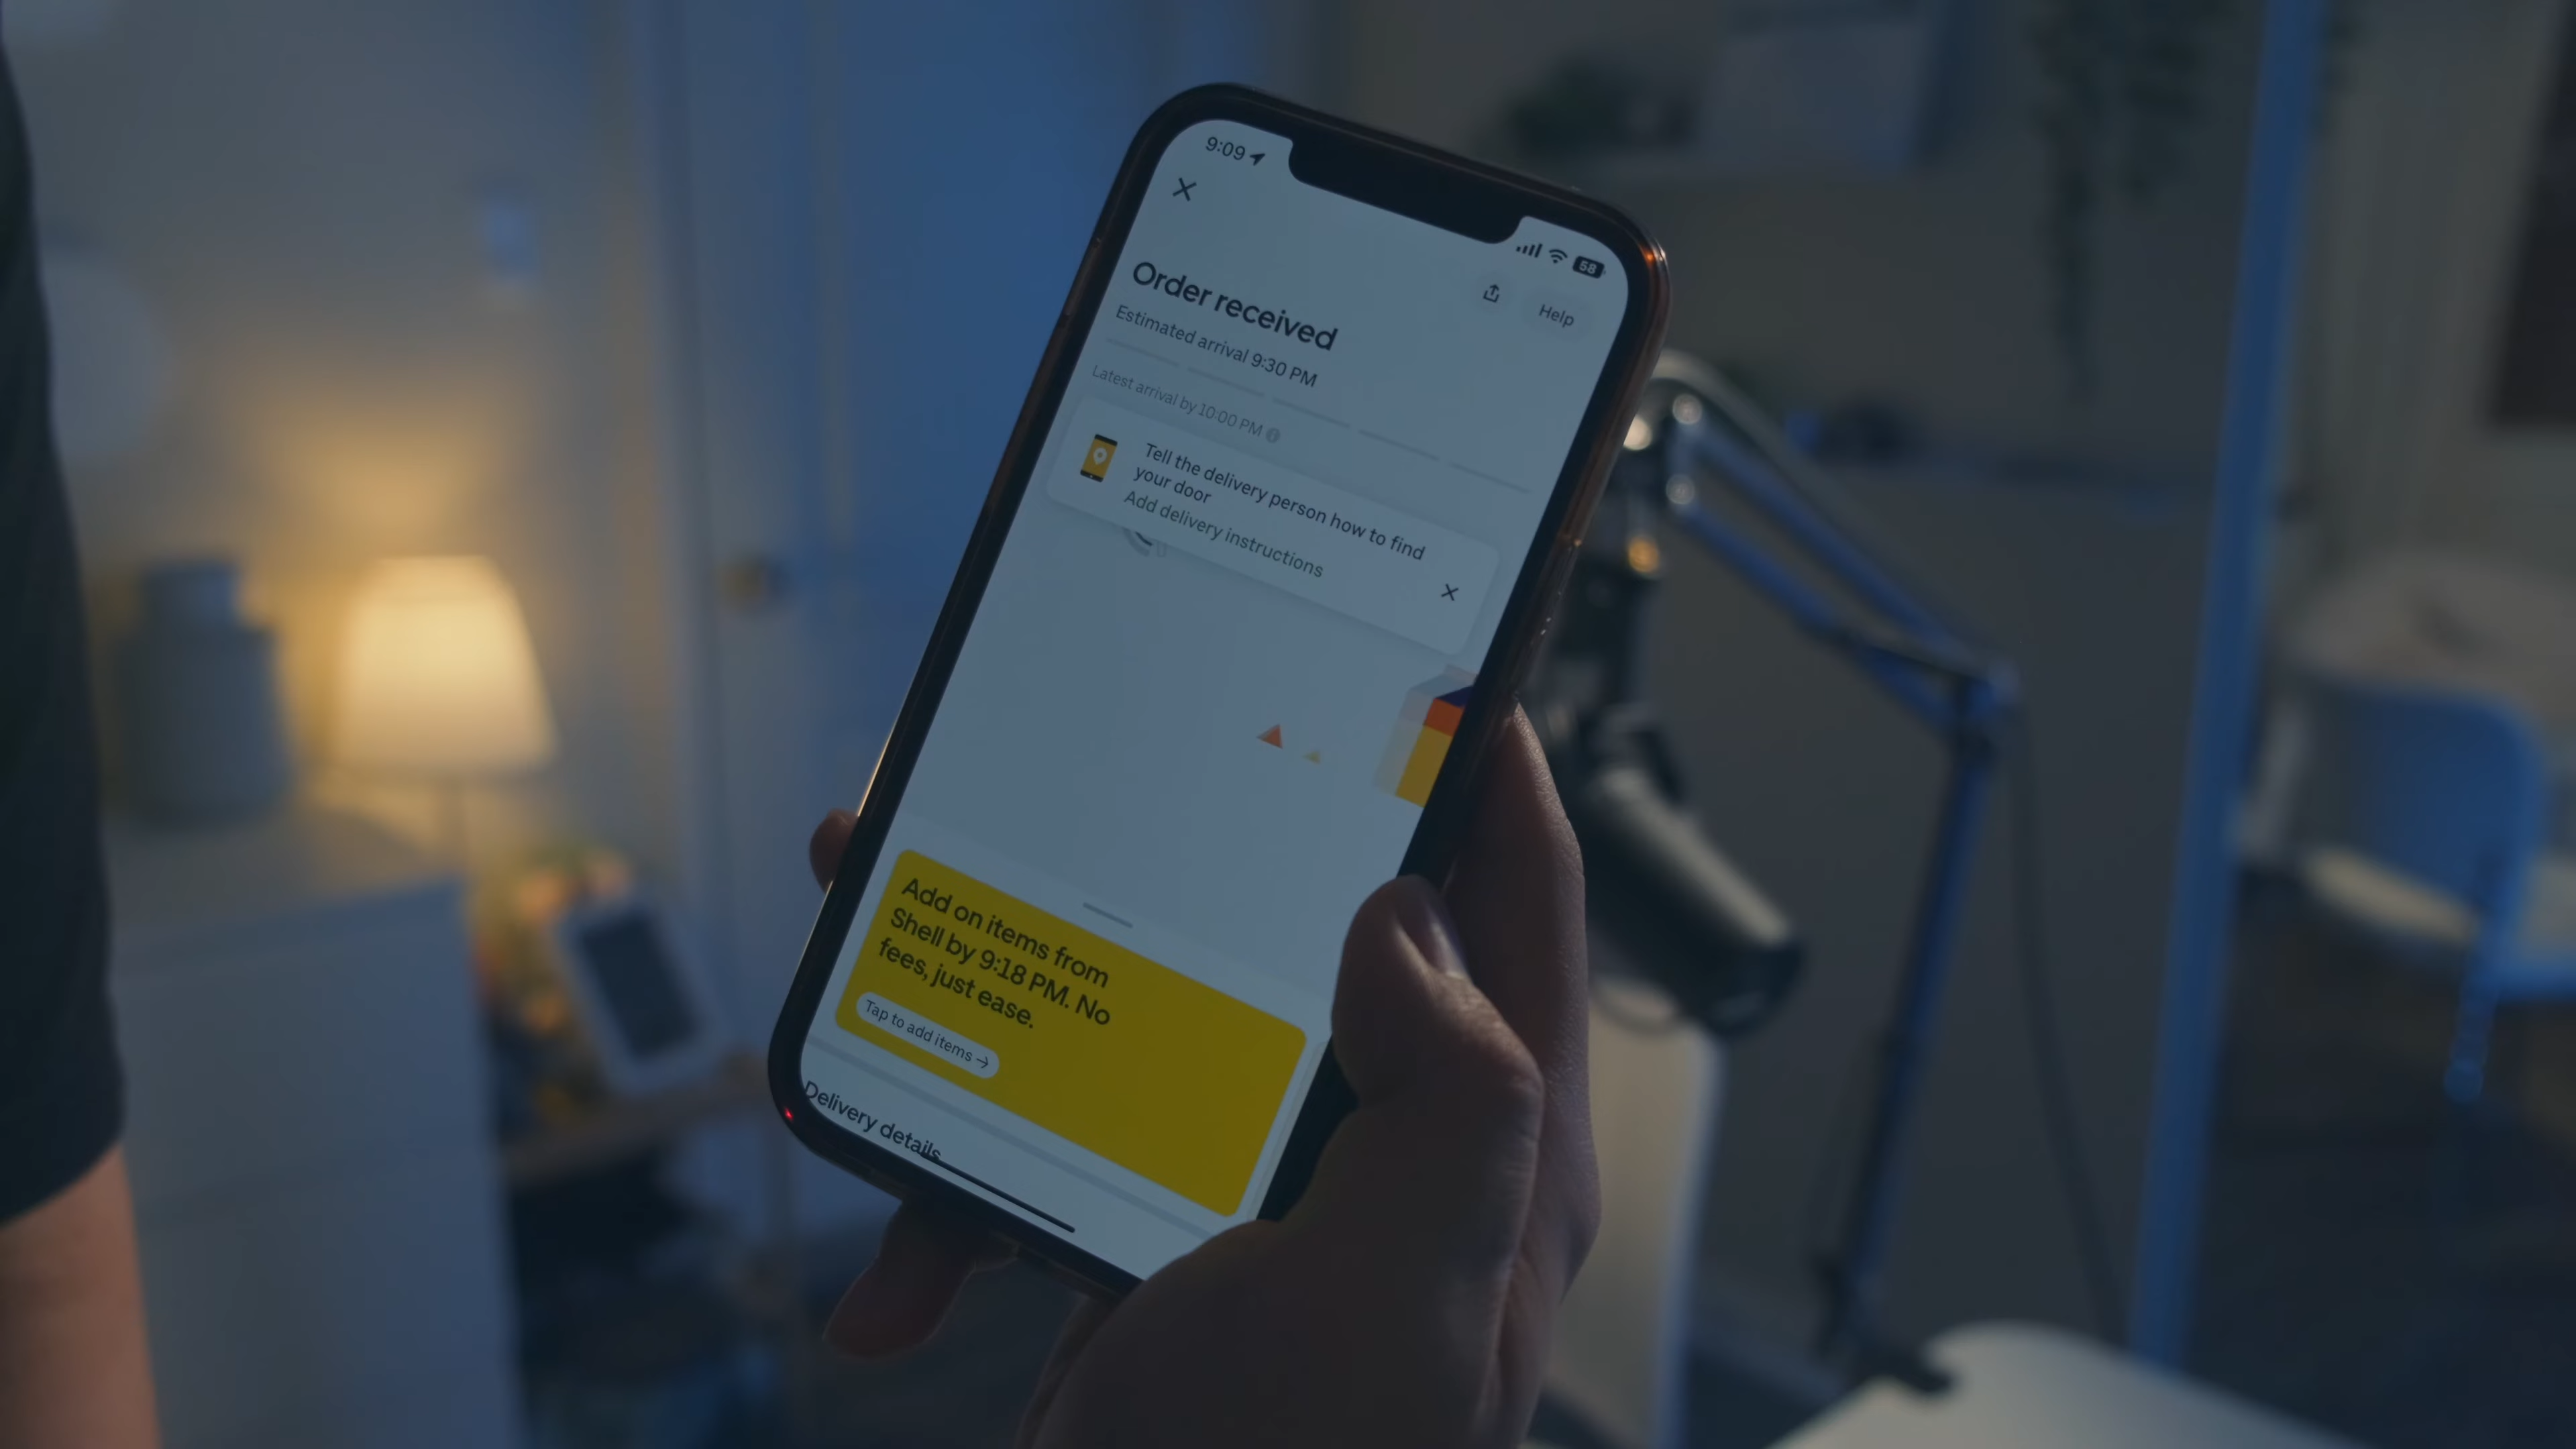 9:09
58
Help
Order received
Estimated arrival 9:30 PM
Latest arrival by 10:00 PM
Tell the delivery person how to find
your door
Add delivery instructions
Add on items from
Shell by 9:18 PM. No
fees, just ease.
Tap to add items →
Delivery details